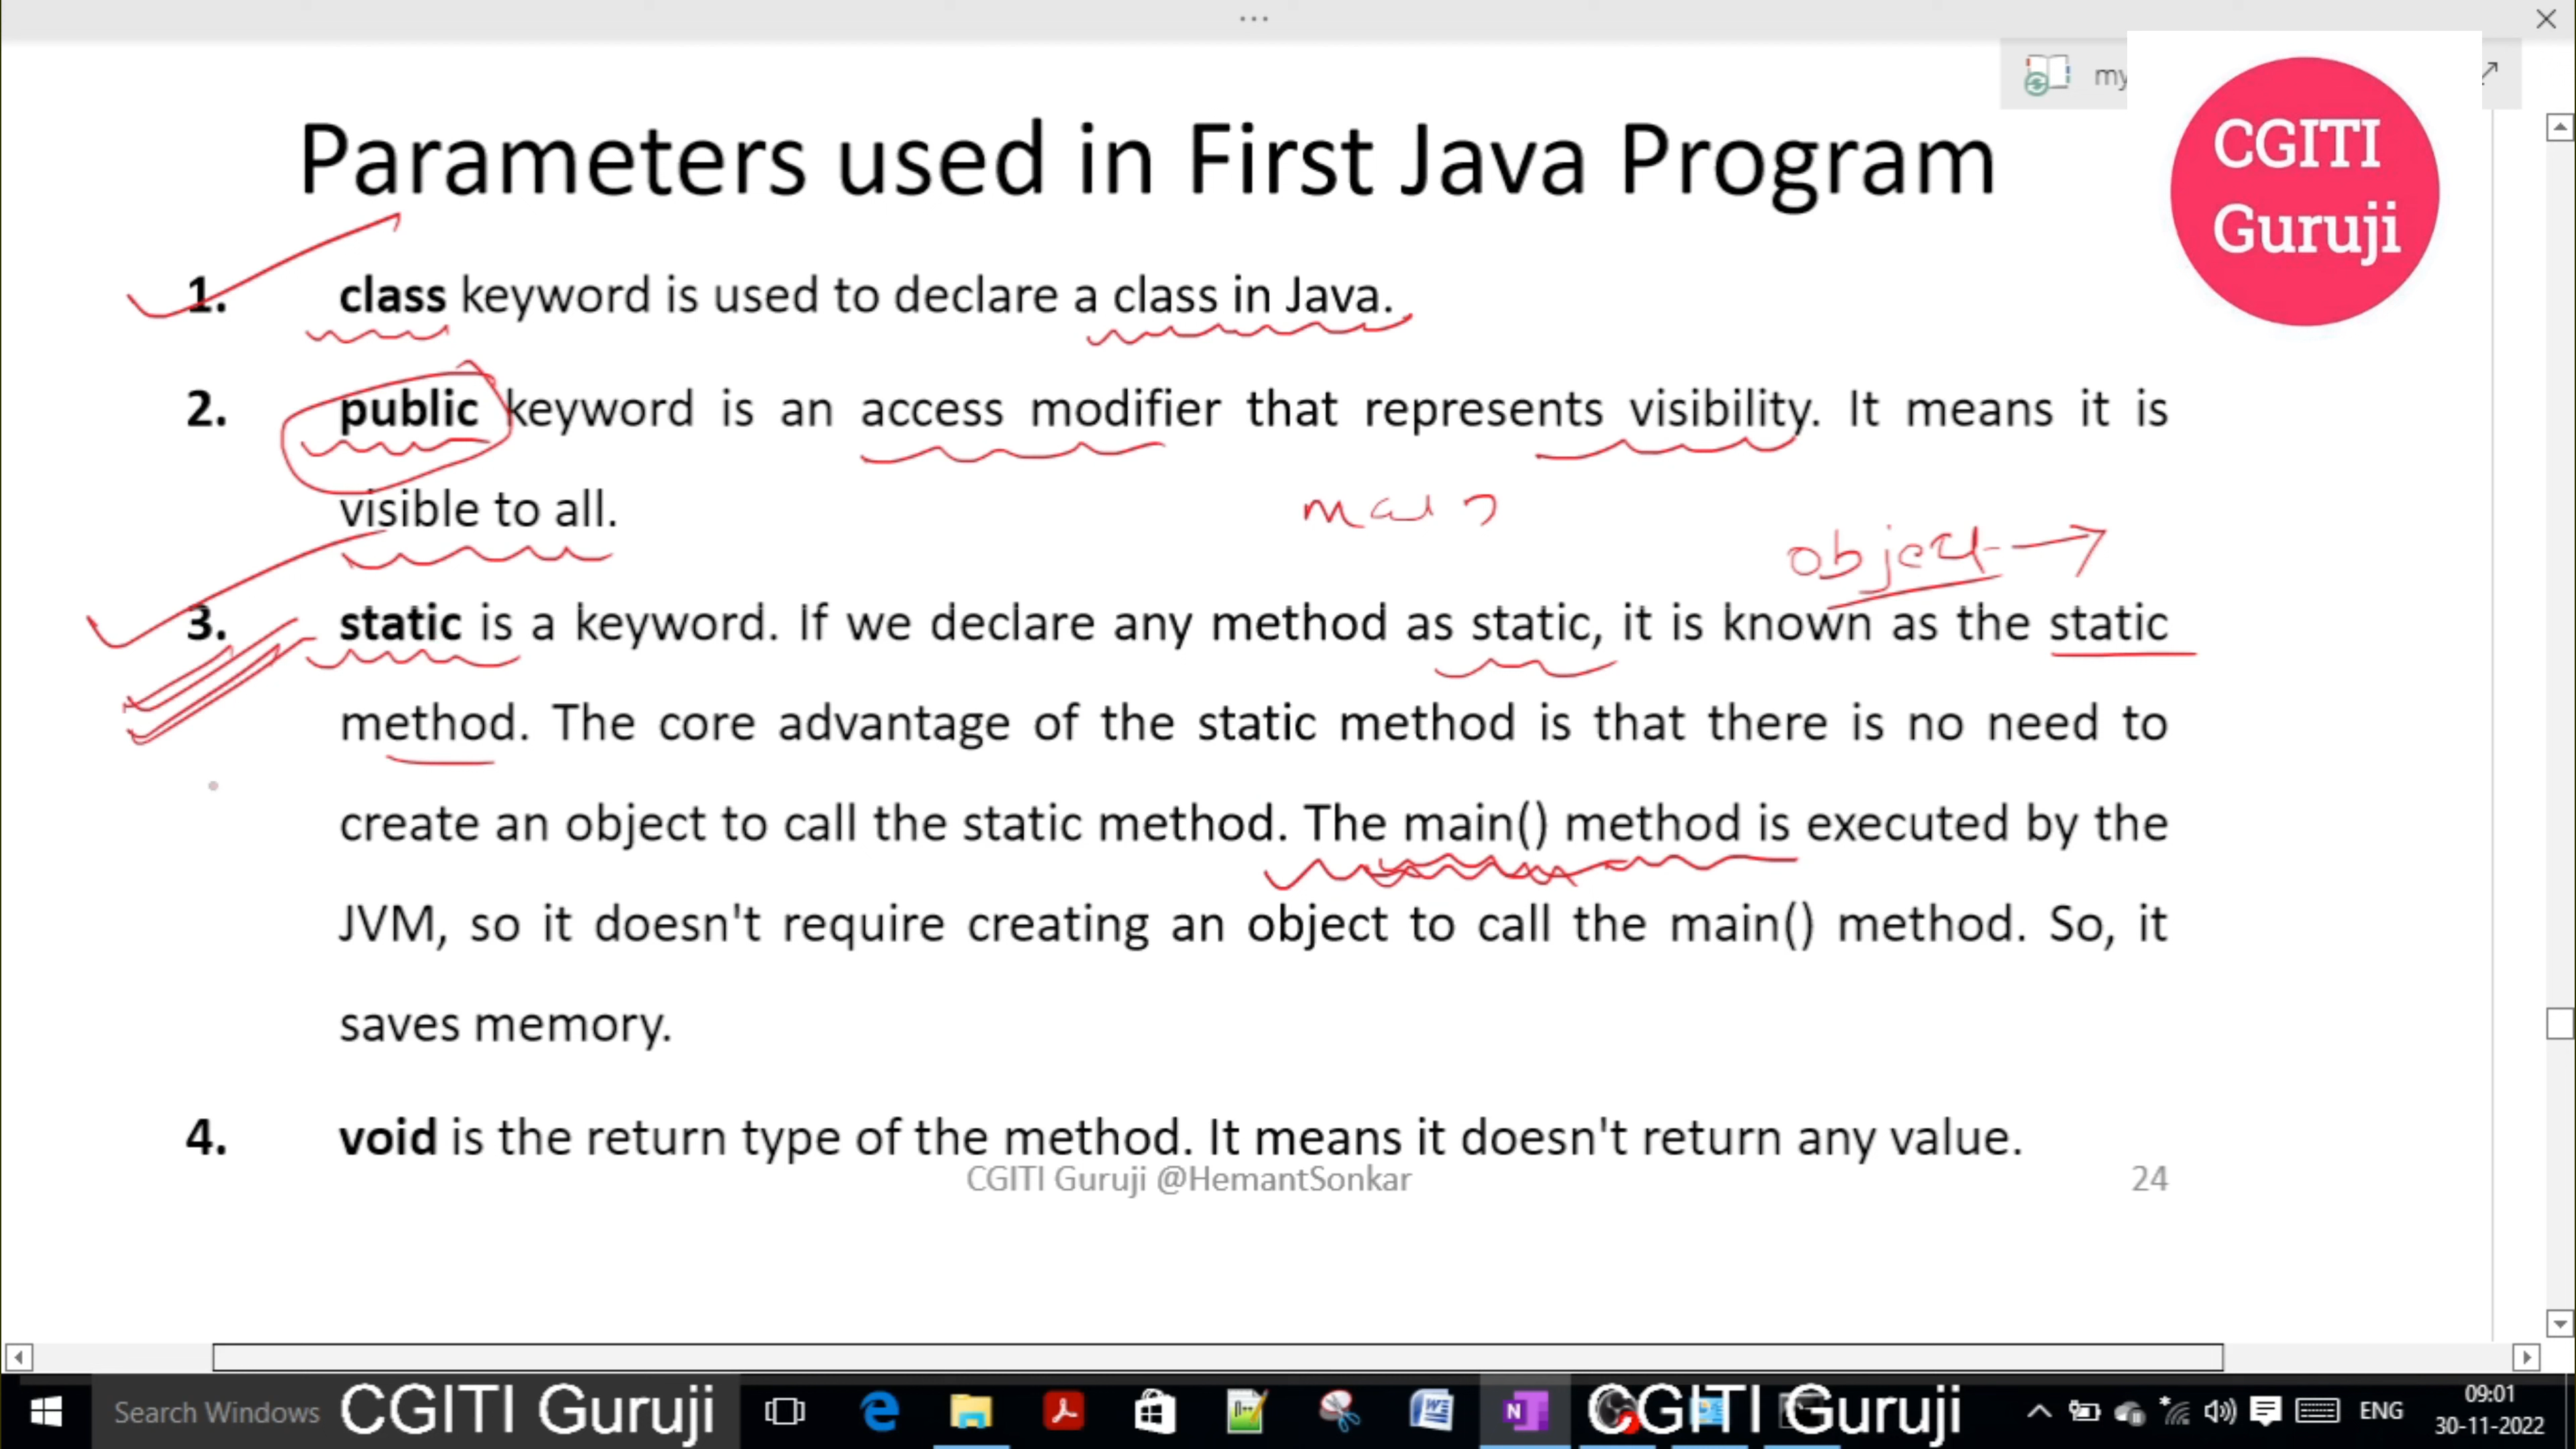 my
CGITI
Guruji
Parameters used in First Java Program
1. class keyword is used to declare a class in Java.
2. public keyword is an access modifier that represents visibility. It means it is
visible to all.
object
3. static is a keyword. If we declare any method as static, it is known as the static
method. The core advantage of the static method is that there is no need to
create an object to call the static method. The main() method is executed by the
JVM, so it doesn't require creating an object to call the main() method. So, it
saves memory.
4. void is the return type of the method. It means it doesn't return any value.
CGITI Guruji @HemantSonkar 24
Search Windows CGITI Guruji CGITI Guruji ENG 09:01
30-11-2022